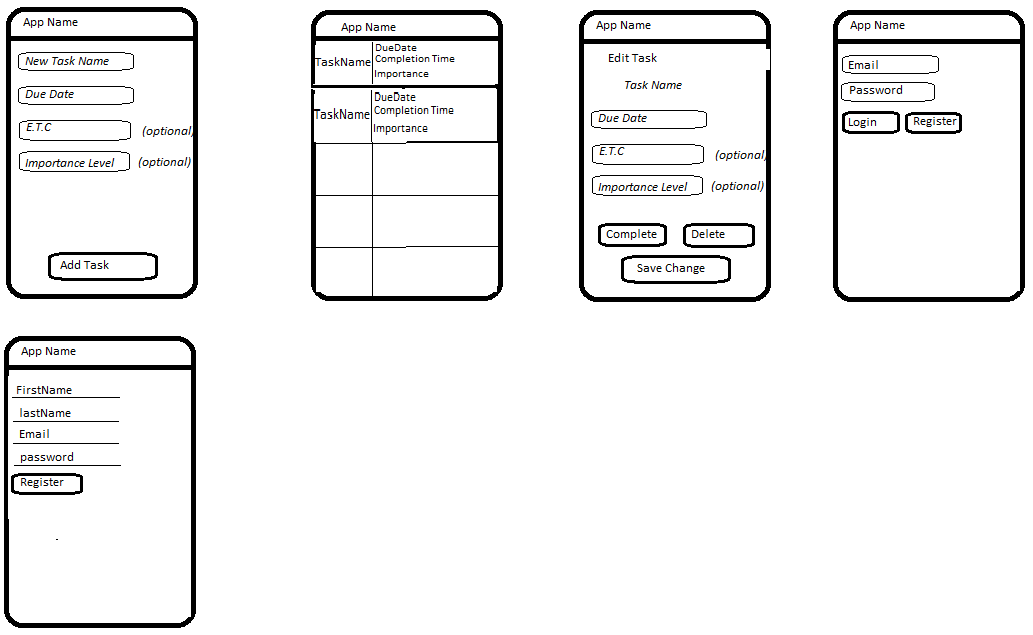 App Name
New Task Name
Due Date
E.T.C (optional)
Importance Level (optional)
Add Task
App Name
TaskName
DueDate
Completion Time
Importance
TaskName
DueDate
Completion Time
Importance
App Name
Edit Task
Task Name
Due Date
E.T.C (optional)
Importance Level (optional)
Complete Delete
Save Change
App Name
Email
Password
Login Register
App Name
FirstName
lastName
Email
password
Register